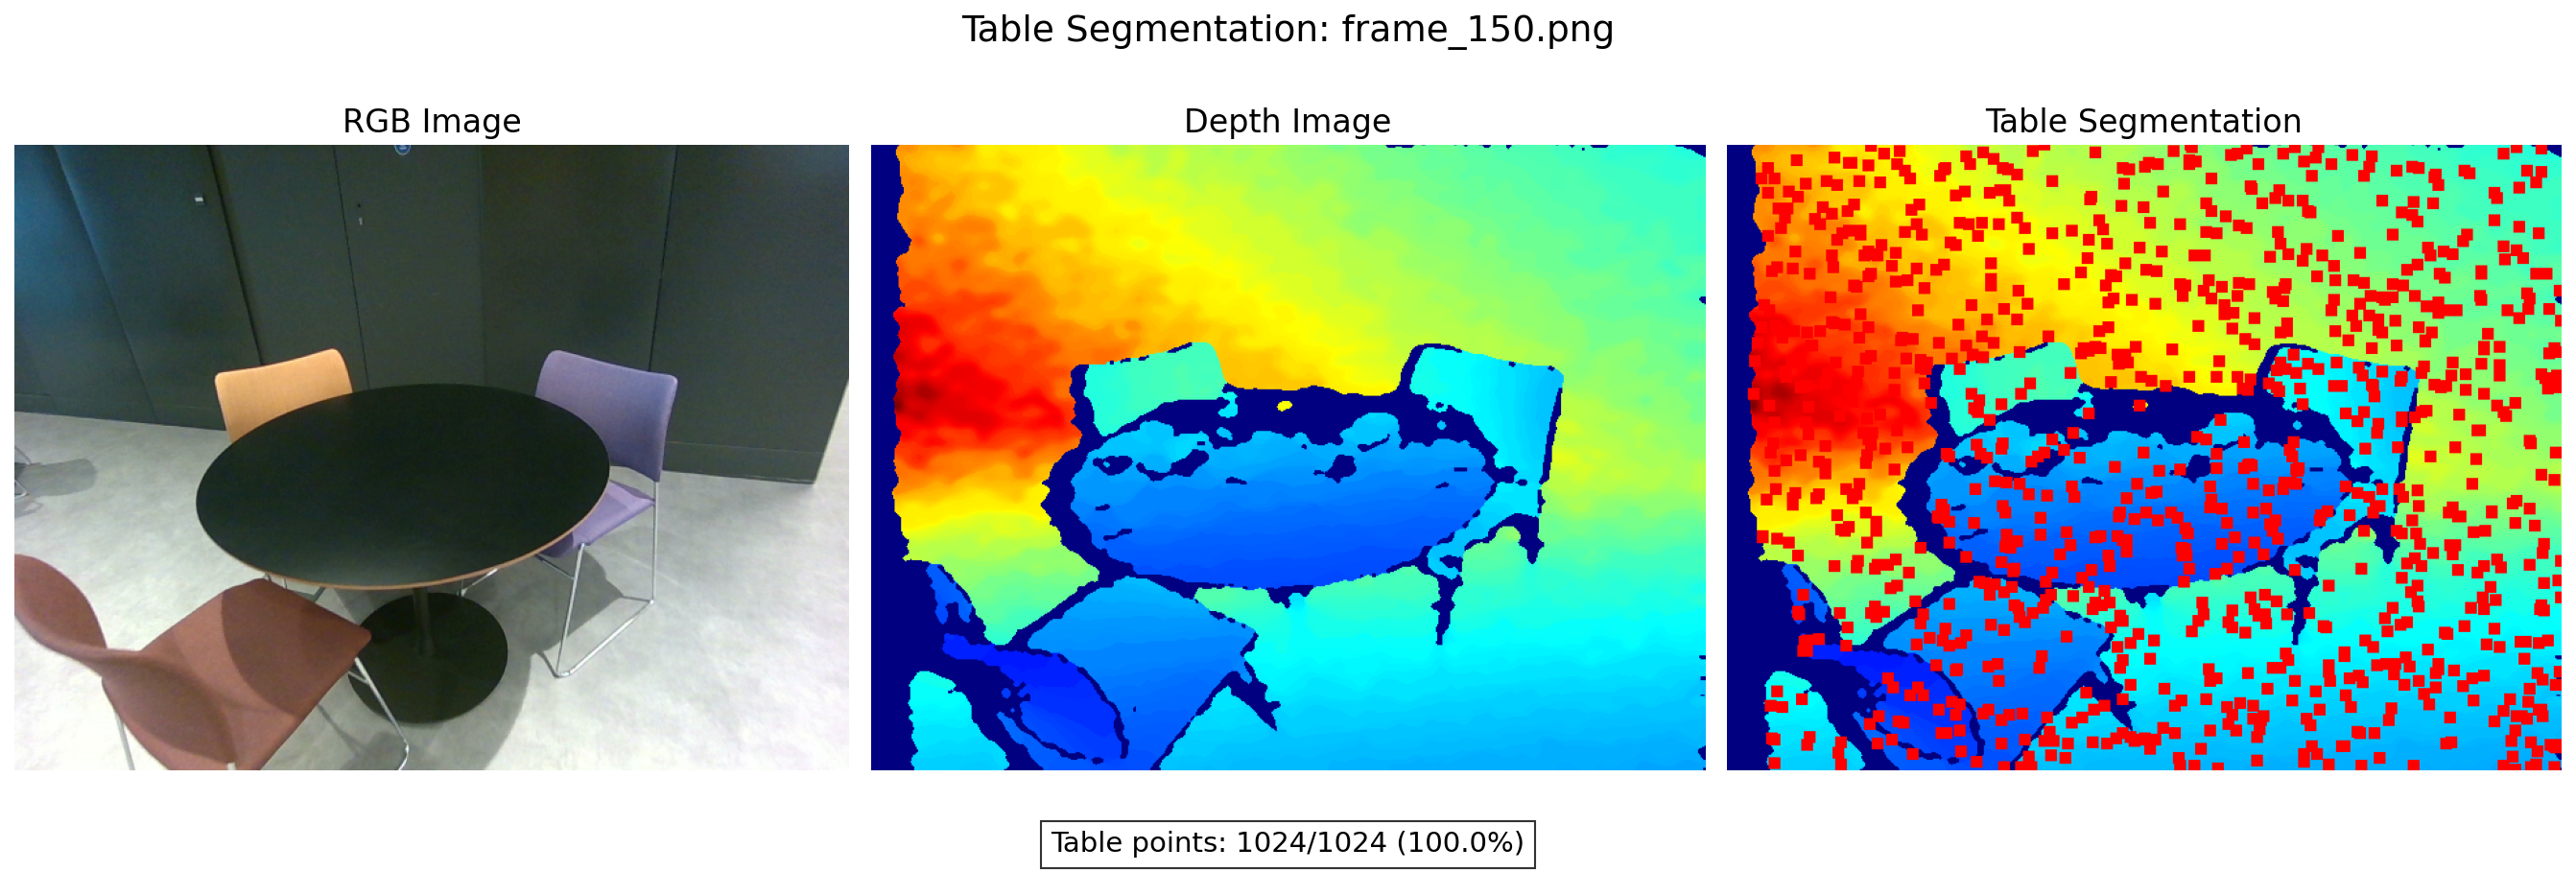 Table Segmentation: frame_150.png
RGB Image
Depth Image
Table Segmentation
Table points: 1024/1024 (100.0%)